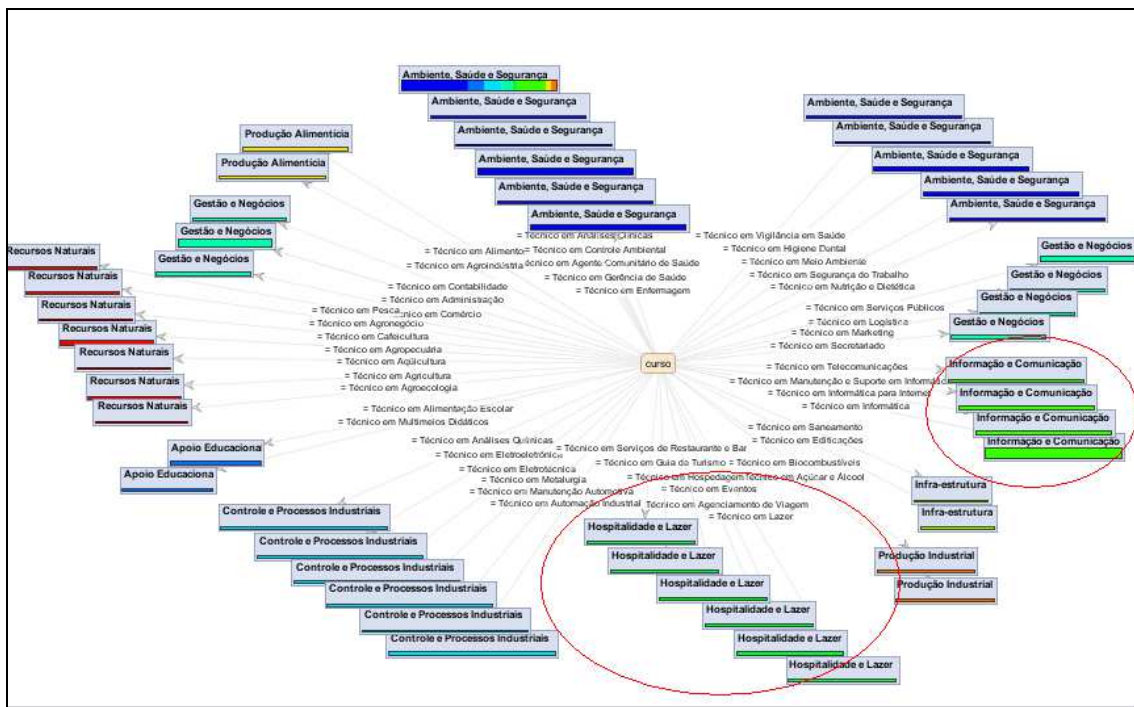 Ambiente, Saúde e Segurança
Ambiente, Saúde e Segurança
Ambiente, Saúde e Segurança
Ambiente, Saúde e Segurança
Ambiente, Saúde e Segurança
Ambiente, Saúde e Segurança
Ambiente, Saúde e Segurança
Ambiente, Saúde e Segurança
Ambiente, Saúde e Segurança
Ambiente, Saúde e Segurança
Ambiente, Saúde e Segurança
Produção Alimentícia
Produção Alimentícia
Gestão e Negócios
Gestão e Negócios
Gestão e Negócios
Recursos Naturais
Recursos Naturais
Recursos Naturais
Recursos Naturais
Recursos Naturais
Recursos Naturais
Recursos Naturais
= Técnico em Análises Clínicas
= Técnico em Controle Ambiental
Técnico em Agente Comunitário de Saúde
= Técnico em Gerência de Saúde
= Técnico em Enfermagem
= Técnico em Vigilância em Saúde
= Técnico em Higiene Dental
= Técnico em Meio Ambiente
= Técnico em Segurança do Trabalho
= Técnico em Nutrição e Dietética
= Técnico em Alimento
= Técnico em Agroindústria
= Técnico em Contabilidade
= Técnico em Administração
= Técnico em Pesca
Técnico em Comércio
= Técnico em Agronegócio
= Técnico em Cafeicultura
= Técnico em Agropecuária
= Técnico em Aqüicultura
= Técnico em Agricultura
= Técnico em Agroecologia
Gestão e Negócios
Gestão e Negócios
Gestão e Negócios
Gestão e Negócios
= Técnico em Serviços Públicos
= Técnico em Logística
= Técnico em Marketing
= Técnico em Secretariado
curso
= Técnico em Telecomunicações
= Técnico em Manutenção e Suporte em Informátic
= Técnico em Informática para Internet
= Técnico em Informática
Informação e Comunicação
Informação e Comunicação
Informação e Comunicação
Informação e Comunicação
= Técnico em Alimentação Escolar
= Técnico em Multimeios Didáticos
Apoio Educaciona
Apoio Educaciona
= Técnico em Saneamento
= Técnico em Edificações
Infra-estrutura
Infra-estrutura
= Técnico em Análises Químicas
= Técnico em Eletroeletrônica
= Técnico em Eletrotécnica
= Técnico em Metalurgia
= Técnico em Manutenção Automotiva
= Técnico em Automação Industrial
= Técnico em Serviços de Restaurante e Bar
= Técnico em Guia de Turismo
= Técnico em Biocombustíveis
= Técnico em Hospedagem
Técnico em Açúcar e Álcool
= Técnico em Eventos
Técnico em Agenciamento de Viagem
= Técnico em Lazer
Controle e Processos Industriais
Controle e Processos Industriais
Controle e Processos Industriais
Controle e Processos Industriais
Controle e Processos Industriais
Controle e Processos Industriais
Hospitalidade e Lazer
Hospitalidade e Lazer
Hospitalidade e Lazer
Hospitalidade e Lazer
Hospitalidade e Lazer
Hospitalidade e Lazer
Produção Industrial
Produção Industrial